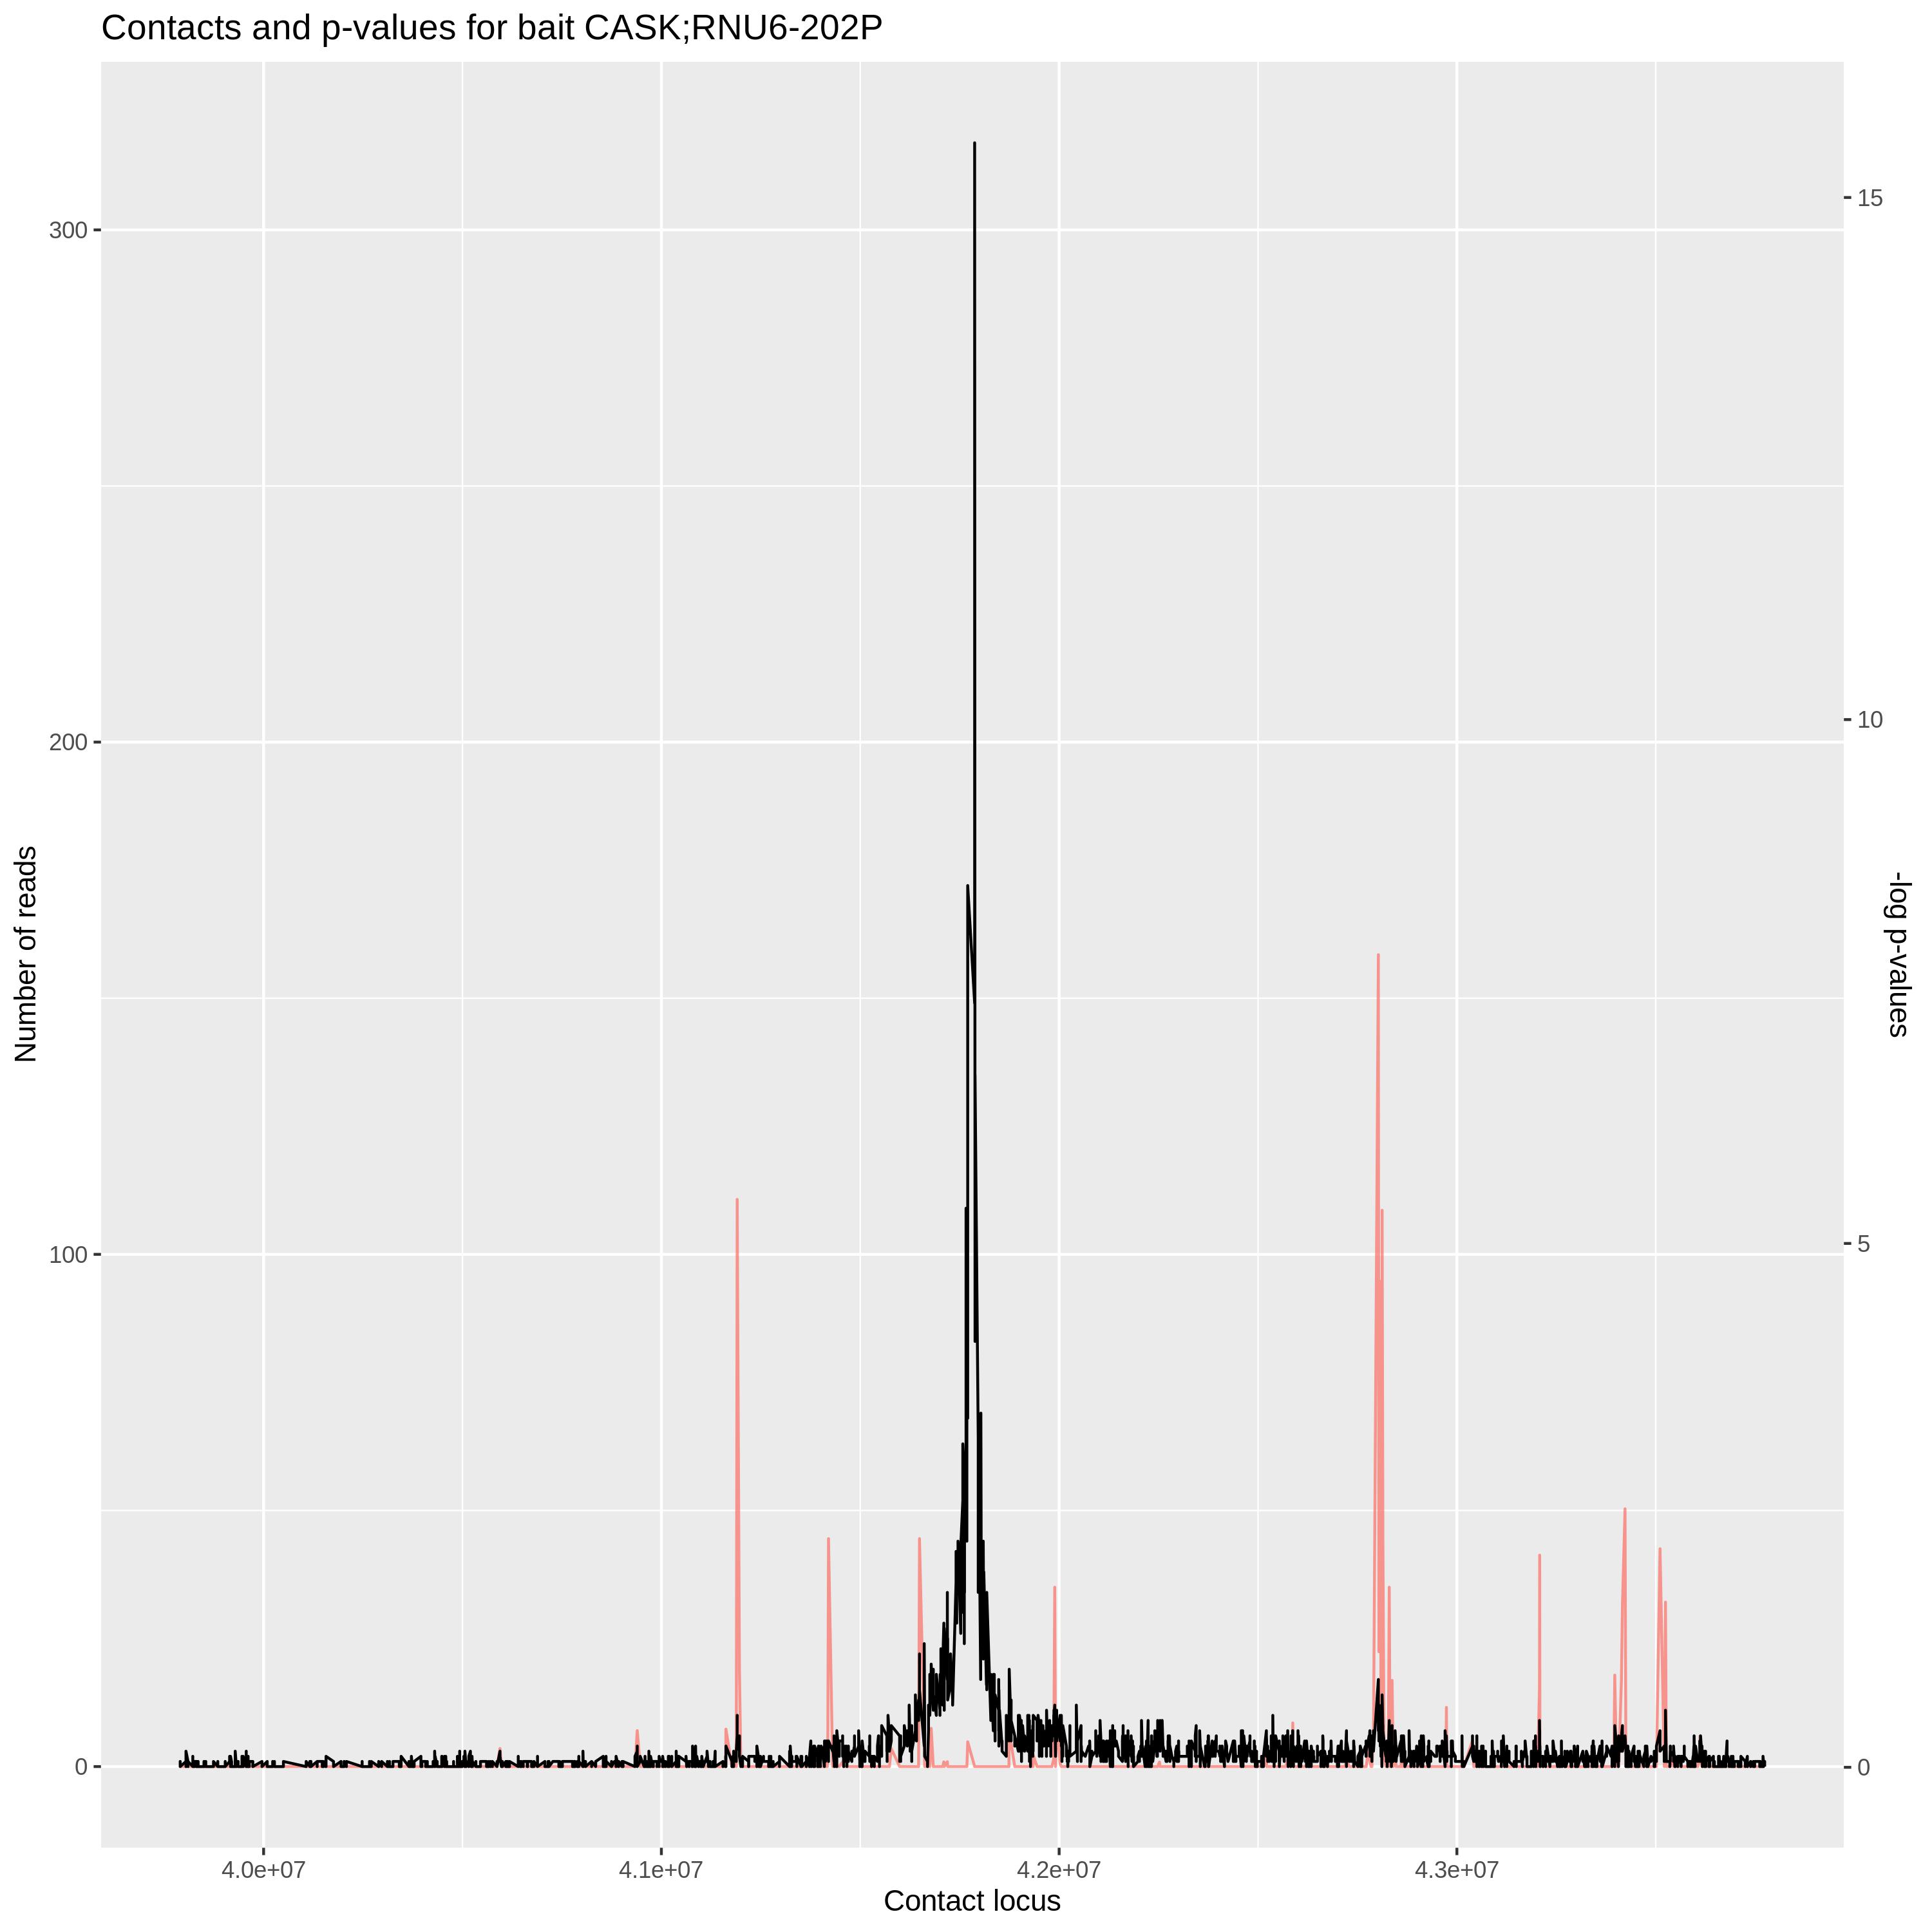 Contacts and p-values for bait CASK;RNU6-202P
300
200
100
0
Number of reads
15
10
5
0
-log p-values
4.0e+07
4.1e+07
4.2e+07
4.3e+07
Contact locus